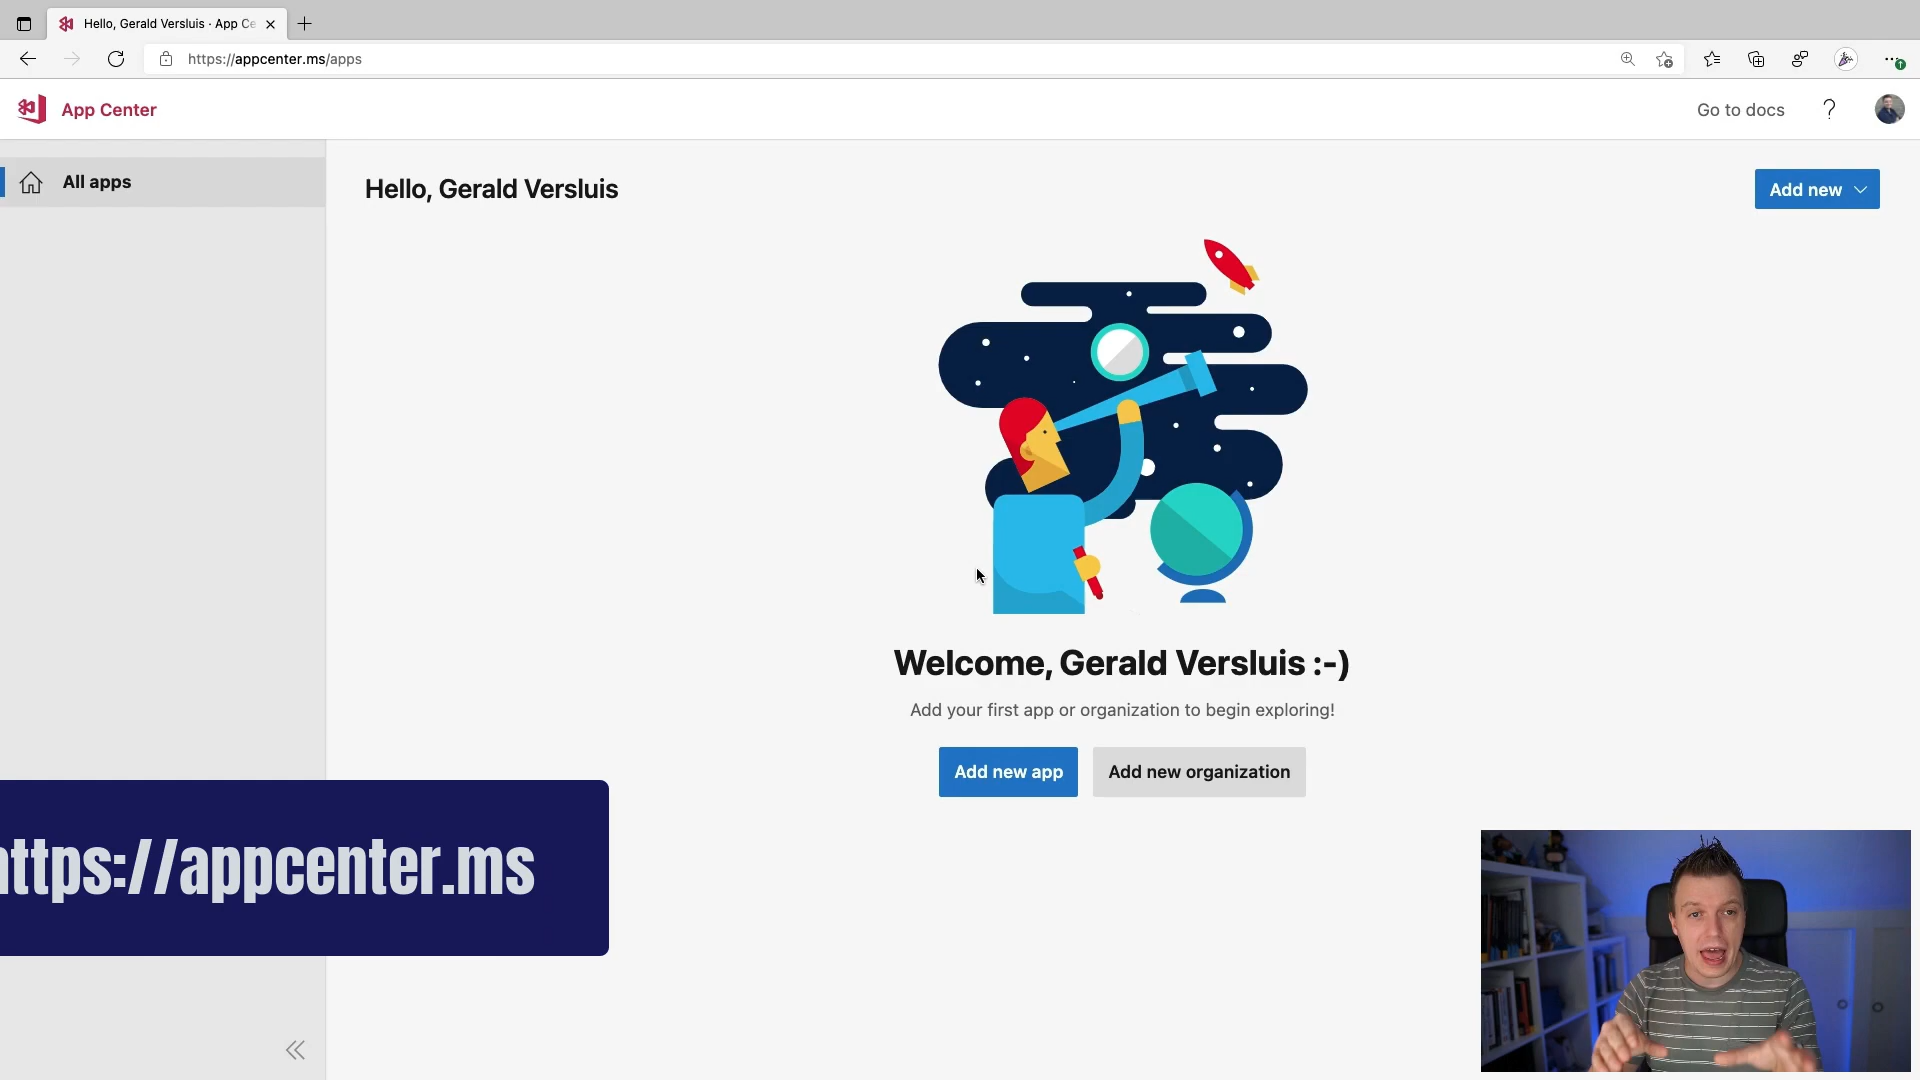 Hello, Gerald Versluis · App Ce
https://appcenter.ms/apps
App Center
Go to docs
?
All apps
Hello, Gerald Versluis
Add new
Welcome, Gerald Versluis :-)
Add your first app or organization to begin exploring!
Add new app
Add new organization
https://appcenter.ms